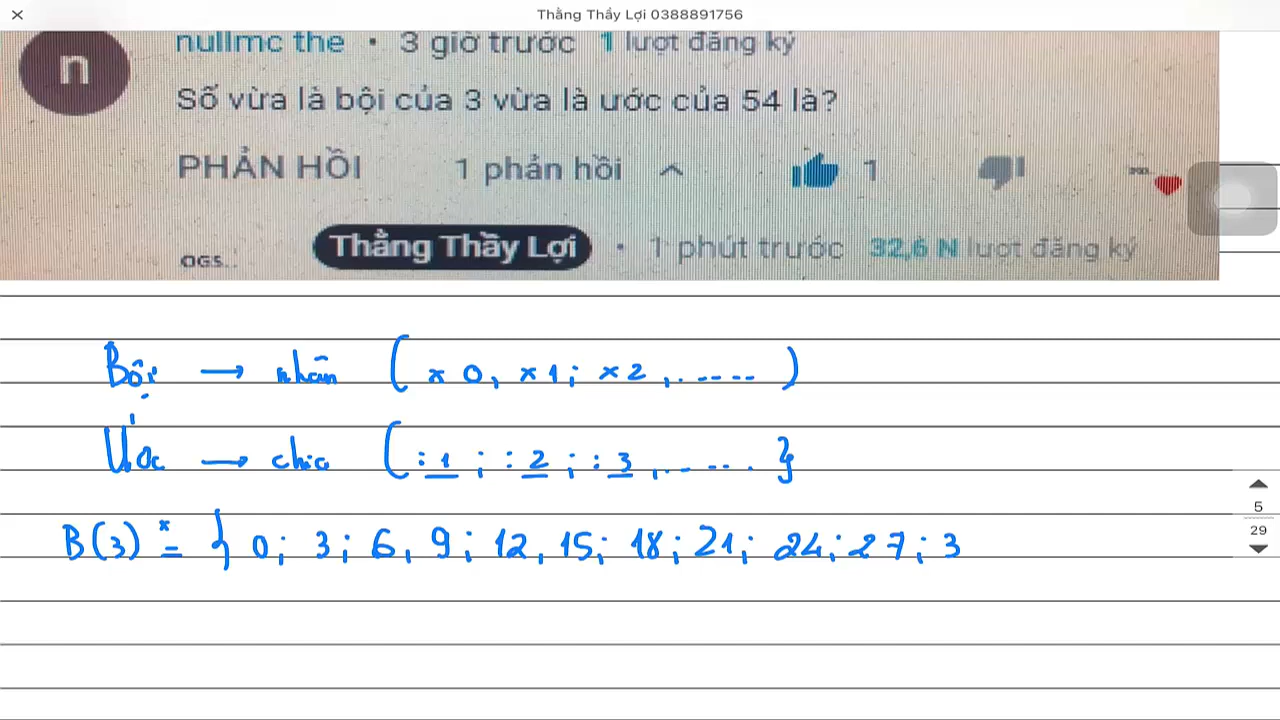 Thằng Thầy Lợi 0388891756
nullmc the • 3 giờ trước 1 lượt đăng ký
Số vừa là bội của 3 vừa là ước của 54 là?
PHẢN HỒI 1 phản hồi 1
Thằng Thầy Lợi • 1 phút trước 32,6 N lượt đăng ký
OGS..
Bội → nhân ( x 0, x 1; x 2,...... )
Ước → chia ( : 1 ; : 2 ; : 3,...... }
5
B(3) = { 0; 3; 6, 9; 12, 15; 18; 21; 24; 27; 3
29